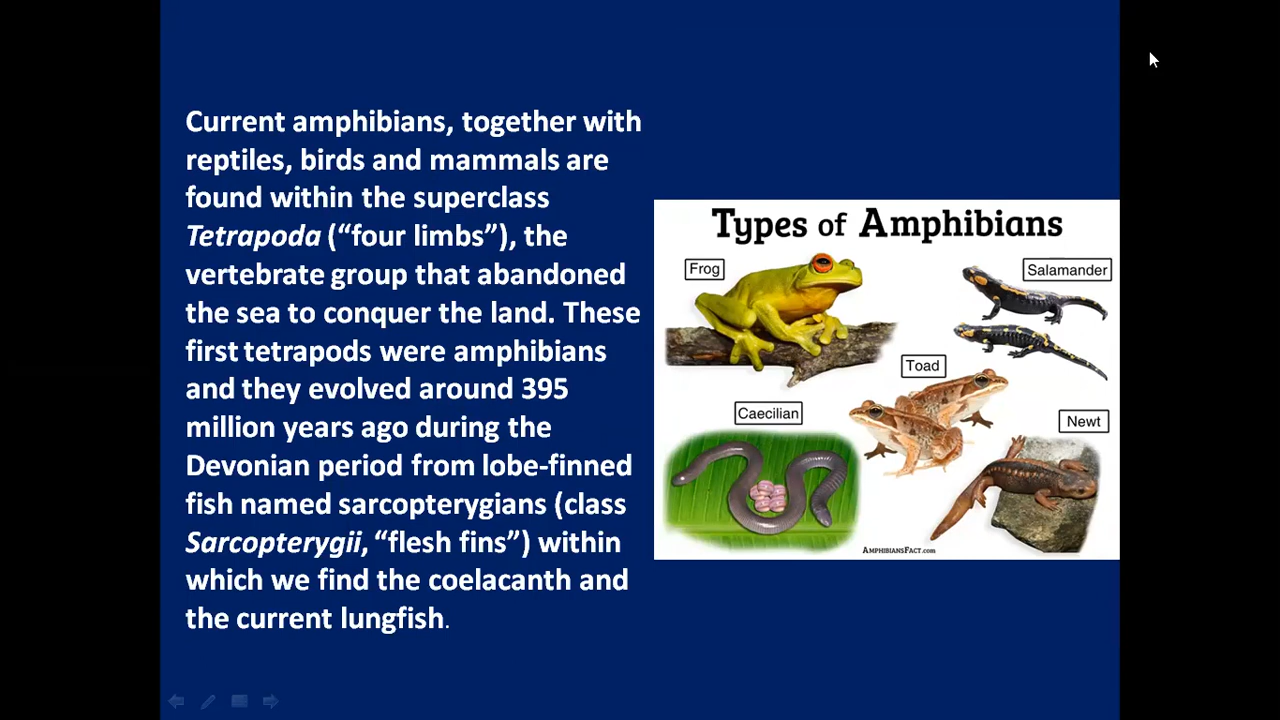 Current amphibians, together with
reptiles, birds and mammals are
found within the superclass
Tetrapoda (“four limbs”), the
vertebrate group that abandoned
the sea to conquer the land. These
first tetrapods were amphibians
and they evolved around 395
million years ago during the
Devonian period from lobe-finned
fish named sarcopterygians (class
Sarcopterygii, “flesh fins”) within
which we find the coelacanth and
the current lungfish.
Types of Amphibians
Frog
Salamander
Toad
Caecilian
Newt
AMPHIBIANSFACT.com